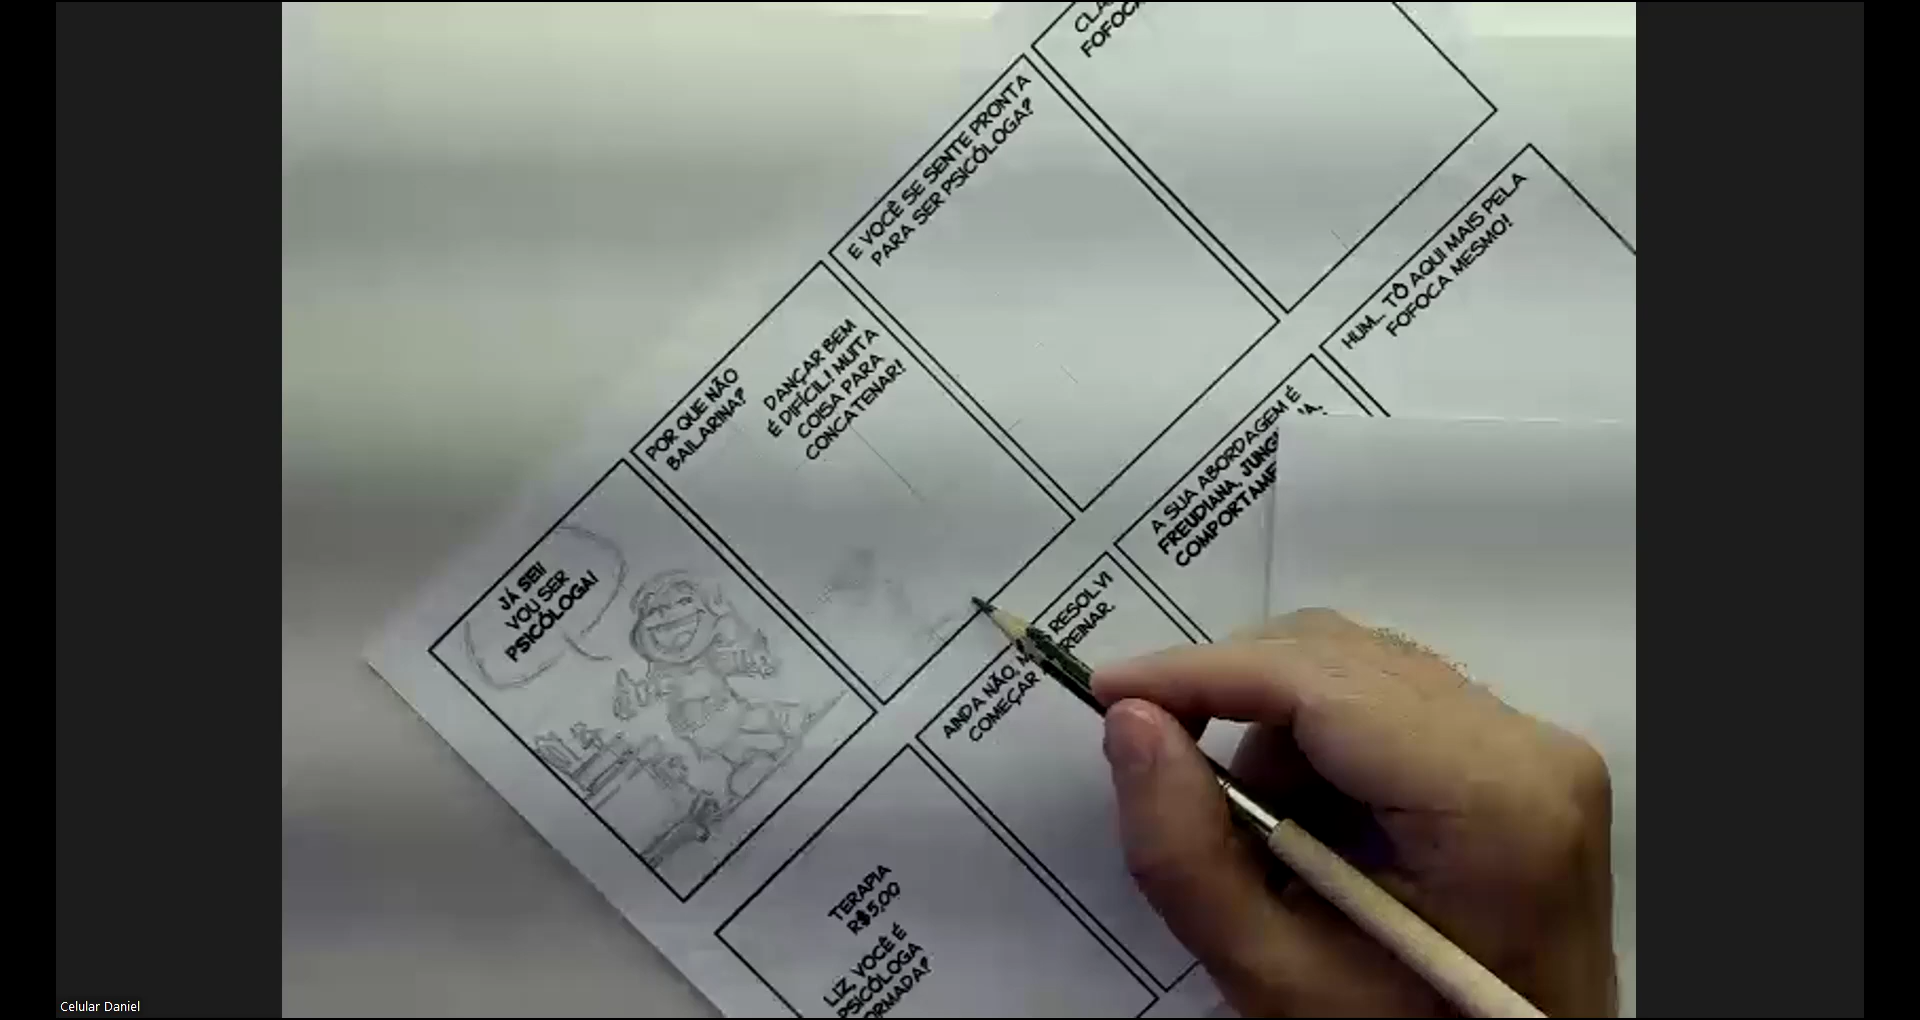 JÁ SEI!
VOU SER
PSICÓLOGA!
POR QUE NÃO
BAILARINA?
DANÇAR BEM
É DIFÍCIL! MUITA
COISA PARA
CONCATENAR!
E VOCÊ SE SENTE PRONTA
PARA SER PSICÓLOGA?
TERAPIA
R$5,00
LIZ, VOCÊ É
PSICÓLOGA
AINDA NÃO,
RESOLVI
COMEÇAR
A SUA ABORDAGEM É
FREUDIANA,
HUM... TÔ AQUI MAIS PELA
FOFOCA MESMO!
Celular Daniel